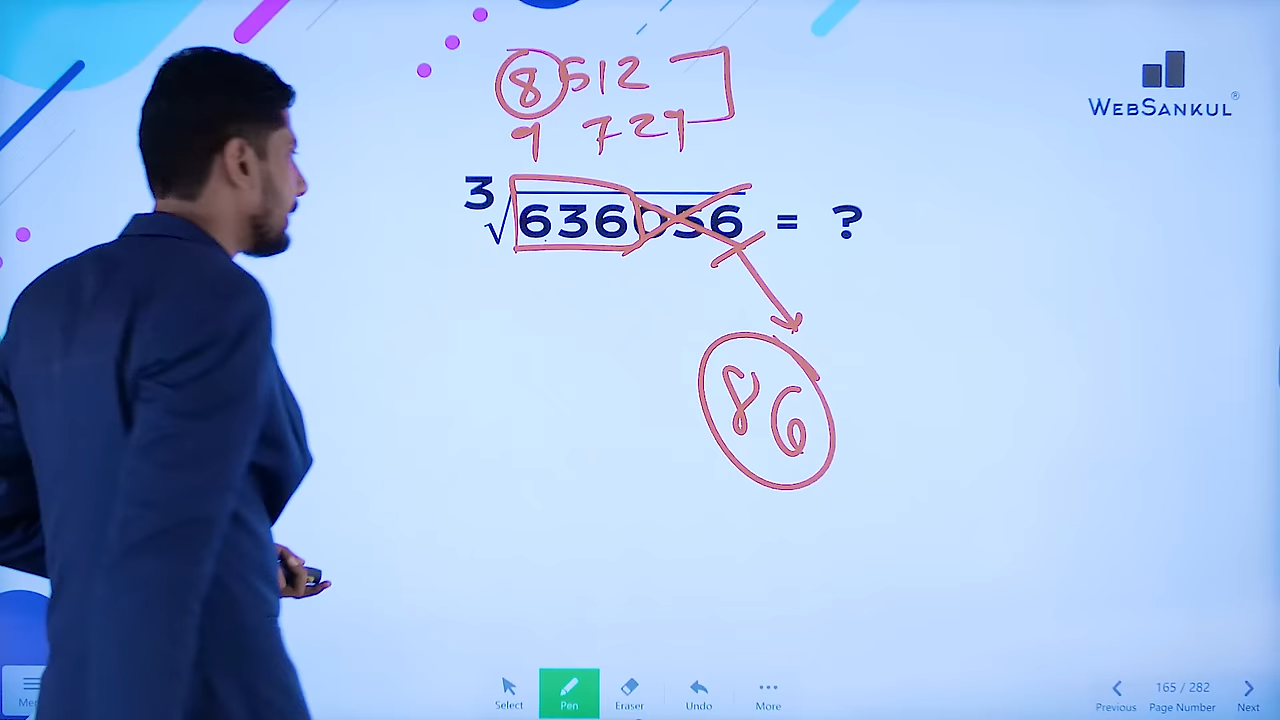 8 512
9 729
WEBSANKUL®
3√636056 = ?
86
Select
Pen
Eraser
Undo
More
Previous
165 / 282
Page Number
Next